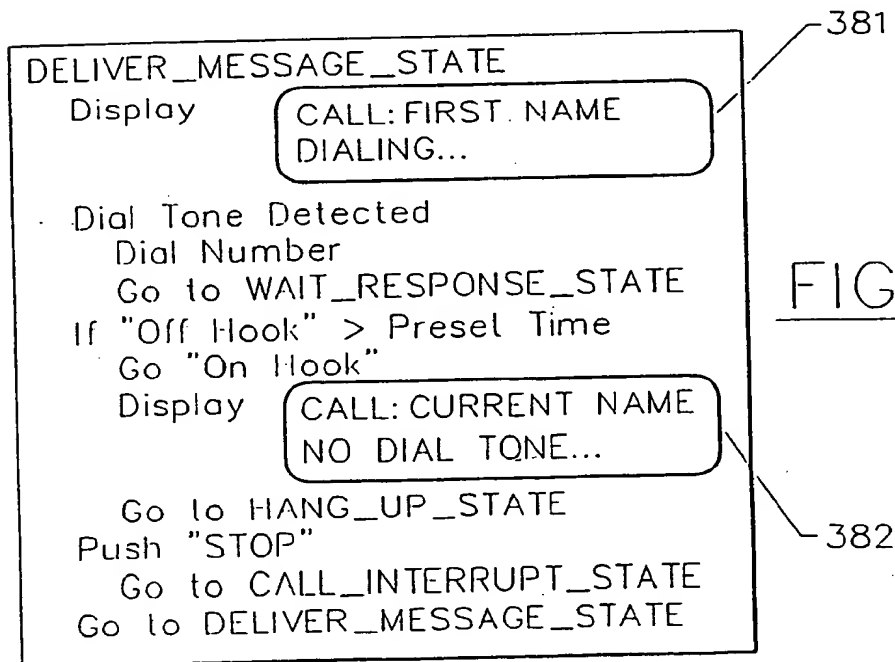 381
DELIVER_MESSAGE_STATE
Display
CALL: FIRST NAME
DIALING...
Dial Tone Detected
Dial Number
Go to WAIT_RESPONSE_STATE
If "Off Hook" > Preset Time
Go "On Hook"
Display
CALL: CURRENT NAME
NO DIAL TONE...
Go to HANG_UP_STATE
Push "STOP"
Go to CALL_INTERRUPT_STATE
Go to DELIVER_MESSAGE_STATE
FIG
382